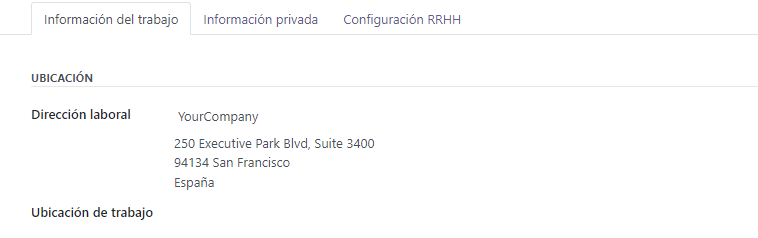 Información del trabajo Información privada Configuración RRHH
UBICACIÓN
Dirección laboral YourCompany
250 Executive Park Blvd, Suite 3400
94134 San Francisco
España
Ubicación de trabajo